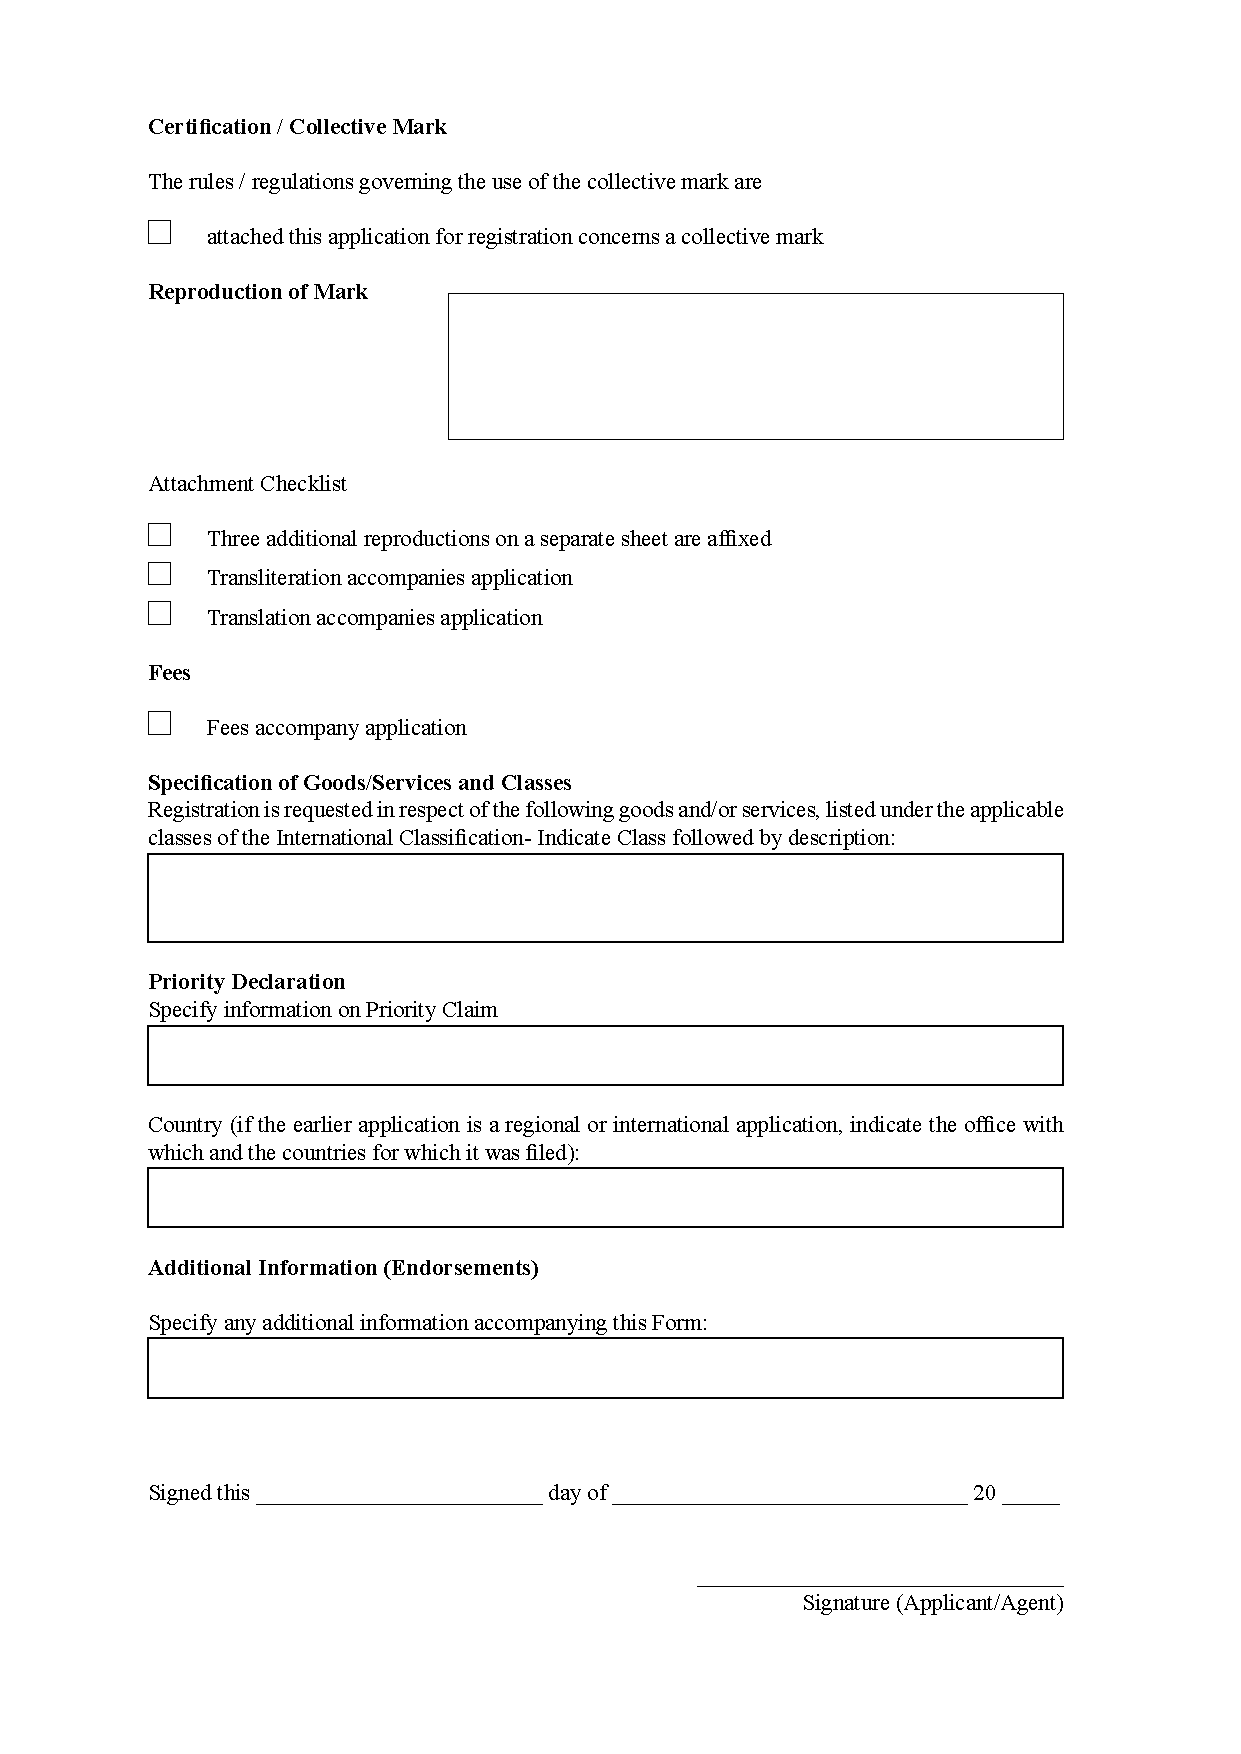 Certification / Collective Mark
The rules / regulations governing the use of the collective mark are
attached this application for registration concerns a collective mark
Reproduction of Mark
Attachment Checklist
Three additional reproductions on a separate sheet are affixed
Transliteration accompanies application
Translation accompanies application
Fees
Fees accompany application
Specification of Goods/Services and Classes
Registration is requested in respect of the following goods and/or services, listed under the applicable
classes of the International Classification- Indicate Class followed by description:
Priority Declaration
Specify information on Priority Claim
Country (if the earlier application is a regional or international application, indicate the office with
which and the countries for which it was filed):
Additional Information (Endorsements)
Specify any additional information accompanying this Form:
Signed this _________________________ day of _______________________________ 20 _____
Signature (Applicant/Agent)